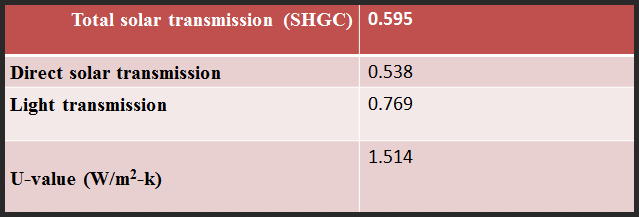 Total solar transmission (SHGC) 0.595
Direct solar transmission 0.538
Light transmission 0.769
U-value (W/m²-k) 1.514